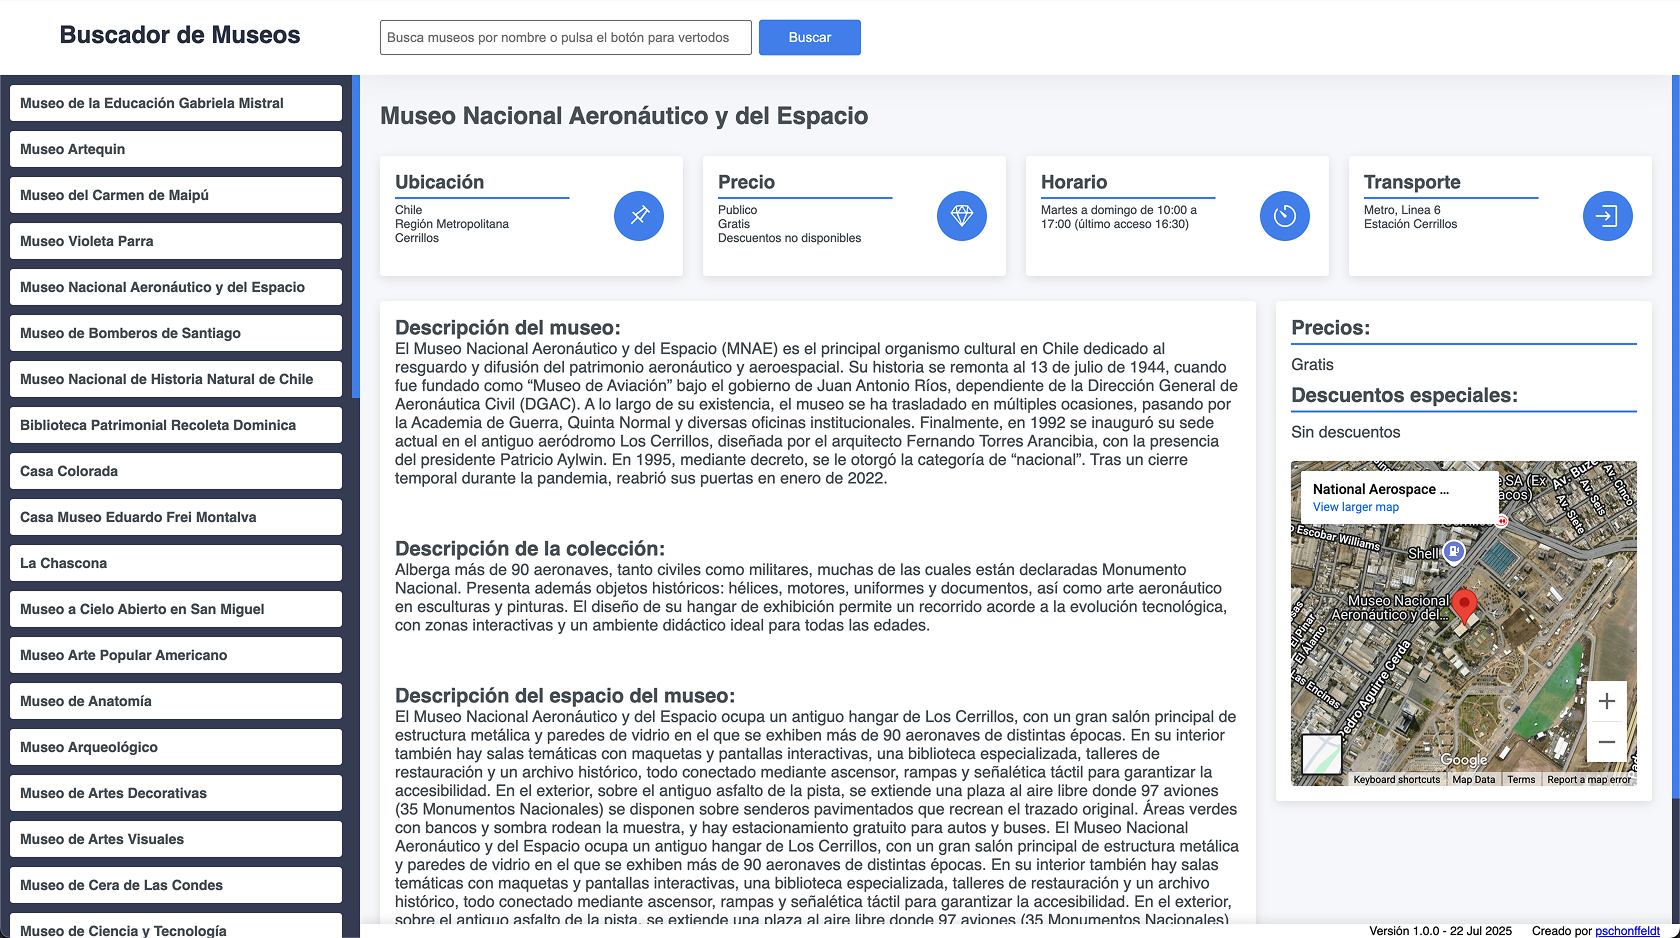 Buscador de Museos
Busca museos por nombre o pulsa el botón para vertodos
Buscar
Museo de la Educación Gabriela Mistral
Museo Artequin
Museo del Carmen de Maipú
Museo Violeta Parra
Museo Nacional Aeronáutico y del Espacio
Museo de Bomberos de Santiago
Museo Nacional de Historia Natural de Chile
Biblioteca Patrimonial Recoleta Dominica
Casa Colorada
Casa Museo Eduardo Frei Montalva
La Chascona
Museo a Cielo Abierto en San Miguel
Museo Arte Popular Americano
Museo de Anatomía
Museo Arqueológico
Museo de Artes Decorativas
Museo de Artes Visuales
Museo de Cera de Las Condes
Museo de Ciencia y Tecnología
Museo Nacional Aeronáutico y del Espacio
Ubicación
Chile
Región Metropolitana
Cerrillos
Precio
Publico
Gratis
Descuentos no disponibles
Horario
Martes a domingo de 10:00 a
17:00 (último acceso 16:30)
Transporte
Metro, Linea 6
Estación Cerrillos
Descripción del museo:
El Museo Nacional Aeronáutico y del Espacio (MNAE) es el principal organismo cultural en Chile dedicado al
resguardo y difusión del patrimonio aeronáutico y aeroespacial. Su historia se remonta al 13 de julio de 1944, cuando
fue fundado como “Museo de Aviación” bajo el gobierno de Juan Antonio Ríos, dependiente de la Dirección General de
Aeronáutica Civil (DGAC). A lo largo de su existencia, el museo se ha trasladado en múltiples ocasiones, pasando por
la Academia de Guerra, Quinta Normal y diversas oficinas institucionales. Finalmente, en 1992 se inauguró su sede
actual en el antiguo aeródromo Los Cerrillos, diseñada por el arquitecto Fernando Torres Arancibia, con la presencia
del presidente Patricio Aylwin. En 1995, mediante decreto, se le otorgó la categoría de “nacional”. Tras un cierre
temporal durante la pandemia, reabrió sus puertas en enero de 2022.
Descripción de la colección:
Alberga más de 90 aeronaves, tanto civiles como militares, muchas de las cuales están declaradas Monumento
Nacional. Presenta además objetos históricos: hélices, motores, uniformes y documentos, así como arte aeronáutico
en esculturas y pinturas. El diseño de su hangar de exhibición permite un recorrido acorde a la evolución tecnológica,
con zonas interactivas y un ambiente didáctico ideal para todas las edades.
Descripción del espacio del museo:
El Museo Nacional Aeronáutico y del Espacio ocupa un antiguo hangar de Los Cerrillos, con un gran salón principal de
estructura metálica y paredes de vidrio en el que se exhiben más de 90 aeronaves de distintas épocas. En su interior
también hay salas temáticas con maquetas y pantallas interactivas, una biblioteca especializada, talleres de
restauración y un archivo histórico, todo conectado mediante ascensor, rampas y señalética táctil para garantizar la
accesibilidad. En el exterior, sobre el antiguo asfalto de la pista, se extiende una plaza al aire libre donde 97 aviones
(35 Monumentos Nacionales) se disponen sobre senderos pavimentados que recrean el trazado original. Áreas verdes
con bancos y sombra rodean la muestra, y hay estacionamiento gratuito para autos y buses. El Museo Nacional
Aeronáutico y del Espacio ocupa un antiguo hangar de Los Cerrillos, con un gran salón principal de estructura metálica
y paredes de vidrio en el que se exhiben más de 90 aeronaves de distintas épocas. En su interior también hay salas
temáticas con maquetas y pantallas interactivas, una biblioteca especializada, talleres de restauración y un archivo
histórico, todo conectado mediante ascensor, rampas y señalética táctil para garantizar la accesibilidad. En el exterior,
sobre el antiguo asfalto de la pista, se extiende una plaza al aire libre donde 97 aviones (35 Monumentos Nacionales)
Precios:
Gratis
Descuentos especiales:
Sin descuentos
National Aerospace ...
View larger map
SA (Ex
acos)
Av. Buz
Av. Cinco
Av. Seis
Av. Siete
Escobar Williams
Shell
Museo Nacional
Aeronáutico y del...
El Pinar
El Álamo
Las Encinas
Pedro Aguirre Cerda
Google
Keyboard shortcuts
Map Data
Terms
Report a map error
Versión 1.0.0 - 22 Jul 2025
Creado por pschonffeldt